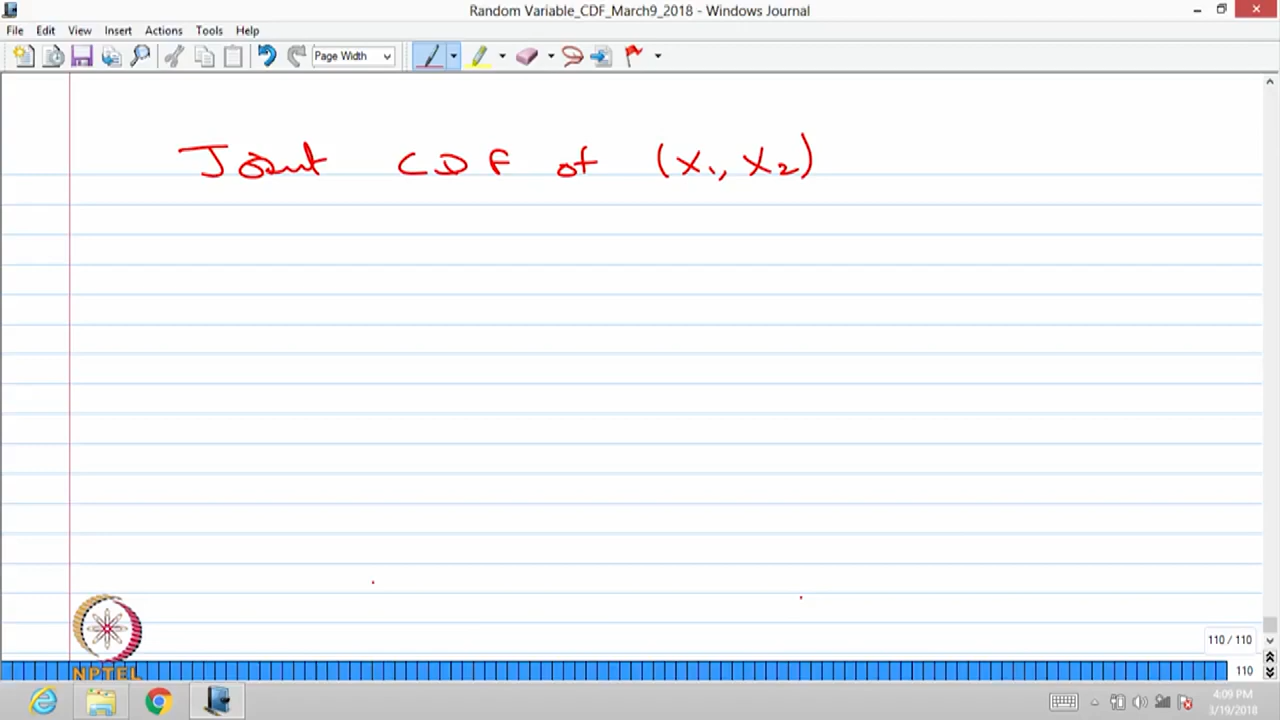 Random Variable_CDF_March9_2018 - Windows Journal
File Edit View Insert Actions Tools Help
Page Width
Joint CDF of (X1, X2)
110 / 110
NPTEL
110
4:09 PM
3/19/2018